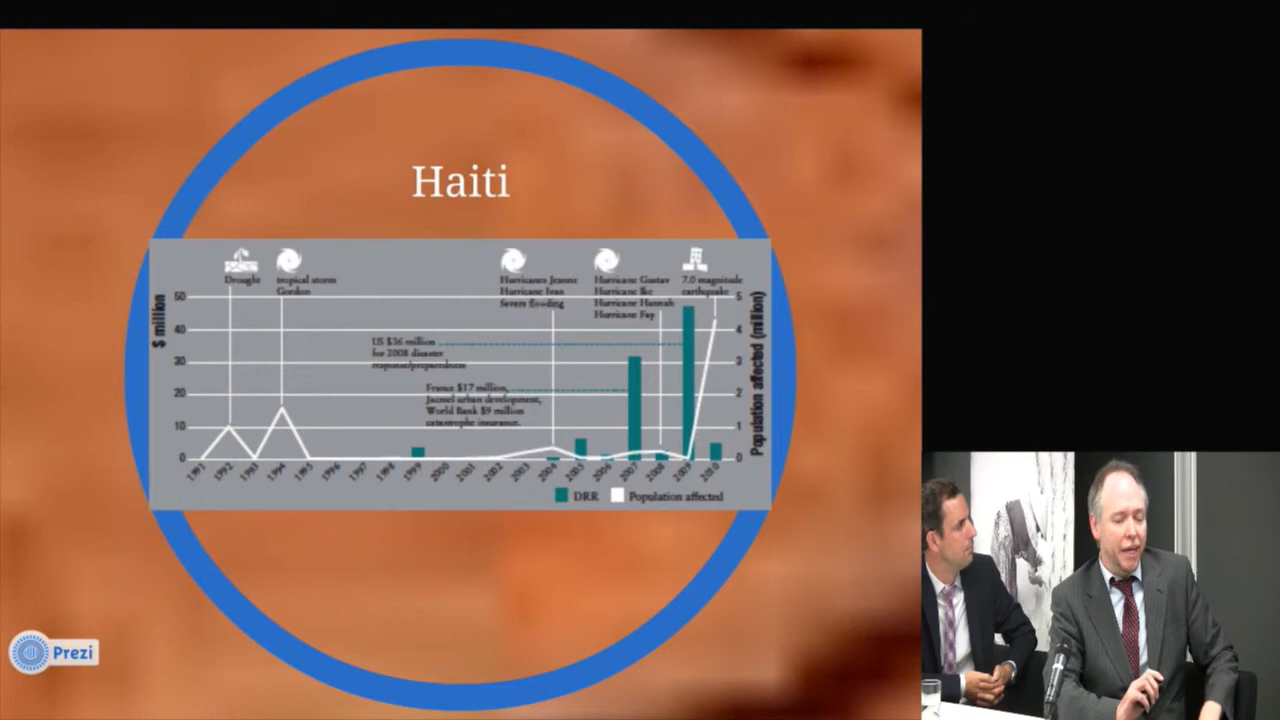 Haiti
Drought
tropical storm
Gordon
Hurricanes Jeanne
Hurricane Ivan
Severe flooding
Hurricane Gustav
Hurricane Ike
Hurricane Hannah
Hurricane Fay
7.0 magnitude
earthquake
$ million
50
40
30
20
10
0
US $36 million
for 2008 disaster
response/preparedness
France $17 million,
Jacmel urban development,
World Bank $9 million
catastrophe insurance.
5
4
3
2
1
0
Population affected (million)
1991
1992
1993
1994
1995
1996
1997
1998
1999
2000
2001
2002
2003
2004
2005
2006
2007
2008
2009
2010
DRR
Population affected
Prezi